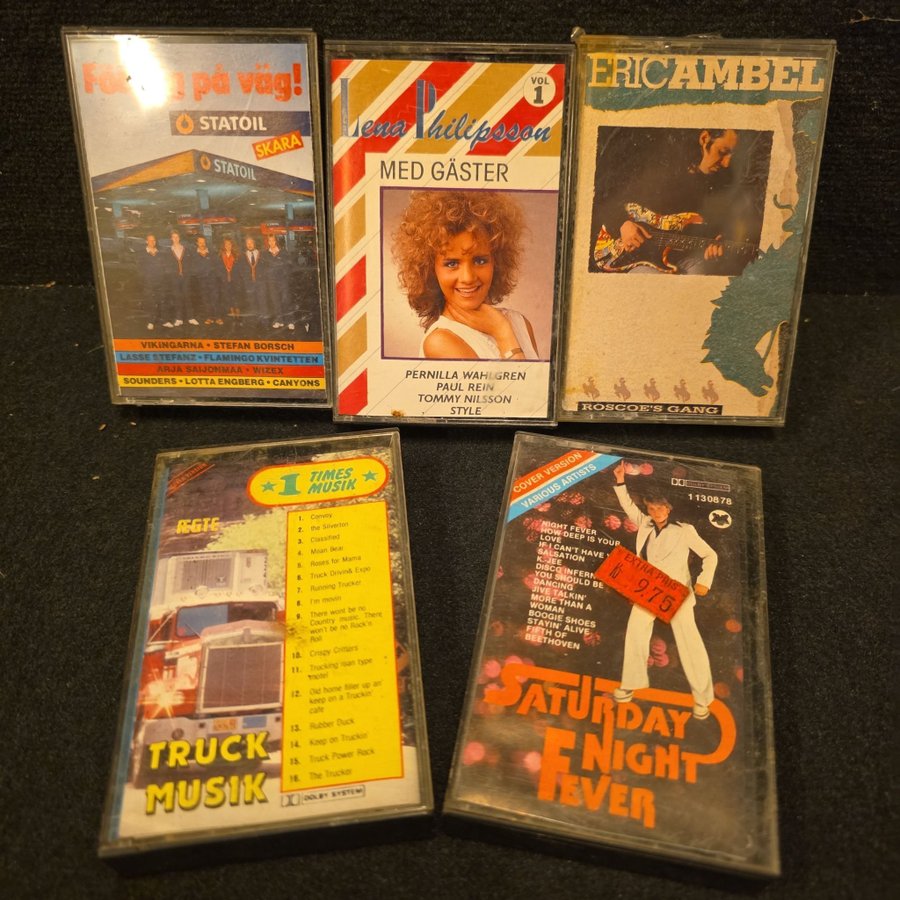 på väg!
STATOIL
SKARA
STATOIL
VIKINGARNA • STEFAN BORSCH
LASSE STEFANZ • FLAMINGO KVINTETTEN
ARJA SAIJONMAA • WIZEX
SOUNDERS • LOTTA ENGBERG • CANYONS
VOL
1
Lena Philipsson
MED GÄSTER
PERNILLA WAHLGREN
PAUL REIN
TOMMY NILSSON
STYLE
ERIC AMBEL
ROSCOE'S GANG
1 TIMES
MUSIK
ÆGTE
1. Convoy
2. the Silverton
3. Classified
4. Mean Bear
5. Roses for Mama
6. Truck Drivin& Expo
7. Running Trucker
8. I'm movin
9. There wont be no
Country music. There
won't be no Rock'n
Roll
10. Crispy Critters
11. Trucking roan type
motel
12. Old home filler up an'
keep on a Truckin'
cafe
13. Rubber Duck
14. Keep on Truckin'
15. Truck Power Rock
16. The Trucker
TRUCK
MUSIK
DOLBY SYSTEM
COVER VERSION
VARIOUS ARTISTS
1130878
NIGHT FEVER
HOW DEEP IS YOUR
LOVE
IF I CAN'T HAVE
SALSATION
K-JEE
DISCO
YOU SHOULD BE
DANCING
JIVE TALKIN'
MORE THAN A
WOMAN
BOOGIE SHOES
STAYIN' ALIVE
FIFTH OF
BEETHOVEN
EXTRA PRIS
9.75
SATURDAY
NIGHT
FEVER